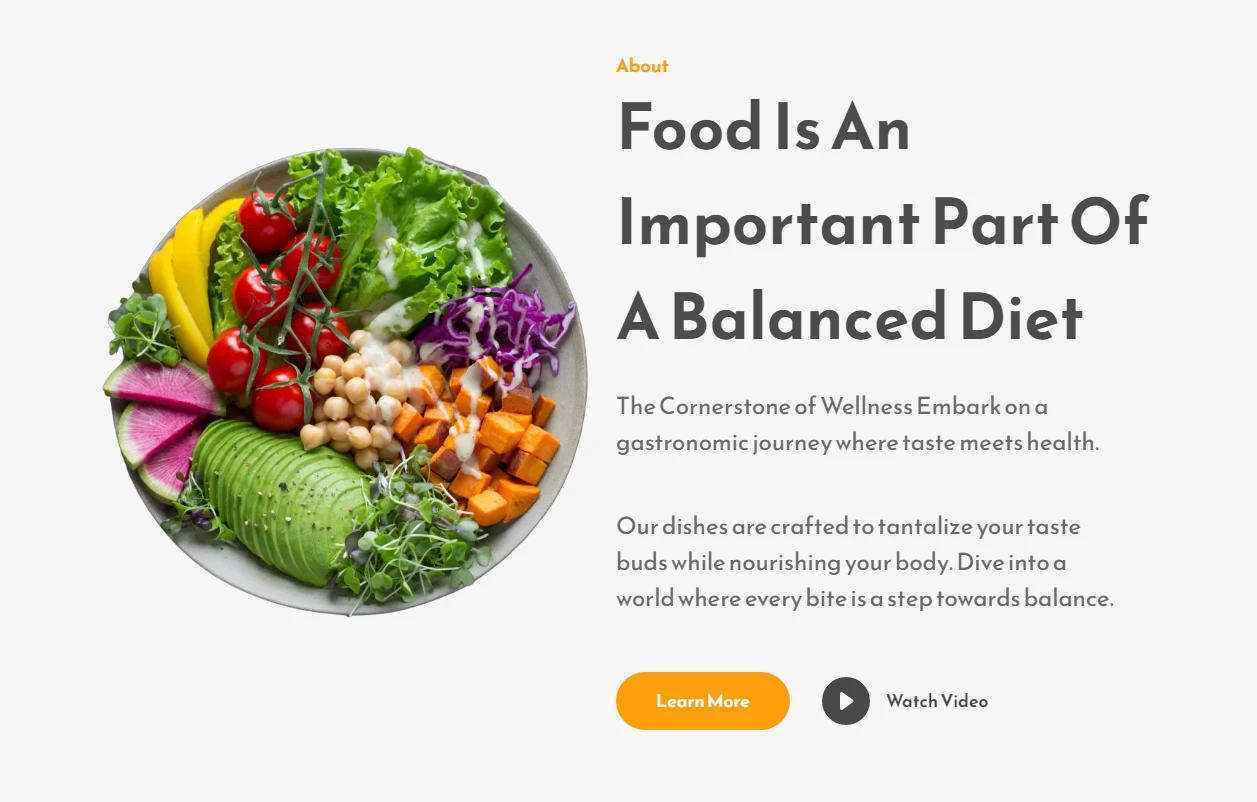 About
Food Is An
Important Part Of
A Balanced Diet
The Cornerstone of Wellness Embark on a
gastronomic journey where taste meets health.
Our dishes are crafted to tantalize your taste
buds while nourishing your body. Dive into a
world where every bite is a step towards balance.
Learn More
Watch Video